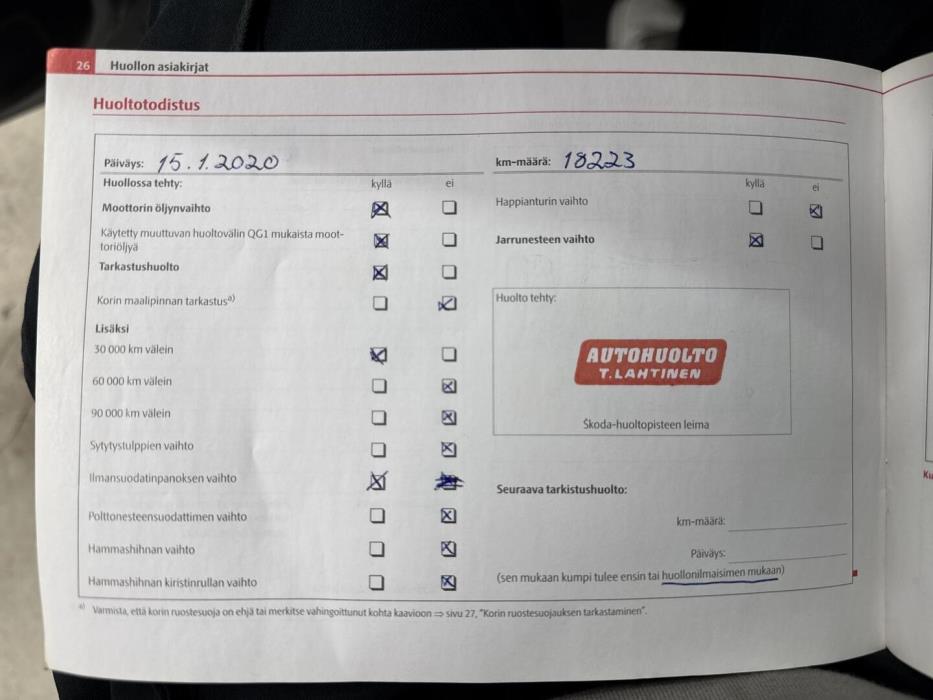 26 Huollon asiakirjat
Huoltotodistus
Päiväys: 15.1.2020
Huollossa tehty: kyllä ei
Moottorin öljynvaihto
Käytetty muuttuvan huoltovälin QG1 mukaista moot-
toriöljyä
Tarkastushuolto
Korin maalipinnan tarkastusa)
Lisäksi
30 000 km välein
60 000 km välein
90 000 km välein
Sytytystulppien vaihto
Ilmansuodatinpanoksen vaihto
Polttonesteensuodattimen vaihto
Hammashihnan vaihto
Hammashihnan kiristinrullan vaihto
km-määrä: 18223
kyllä ei
Happianturin vaihto
Jarrunesteen vaihto
Huolto tehty:
AUTOHUOLTO
T.LAHTINEN
Škoda-huoltopisteen leima
Seuraava tarkistushuolto:
km-määrä:
Päiväys:
(sen mukaan kumpi tulee ensin tai huollonilmaisimen mukaan)
a) Varmista, että korin ruostesuoja on ehjä tai merkitse vahingoittunut kohta kaavioon ⇒ sivu 27, "Korin ruostesuojauksen tarkastaminen".
Ku